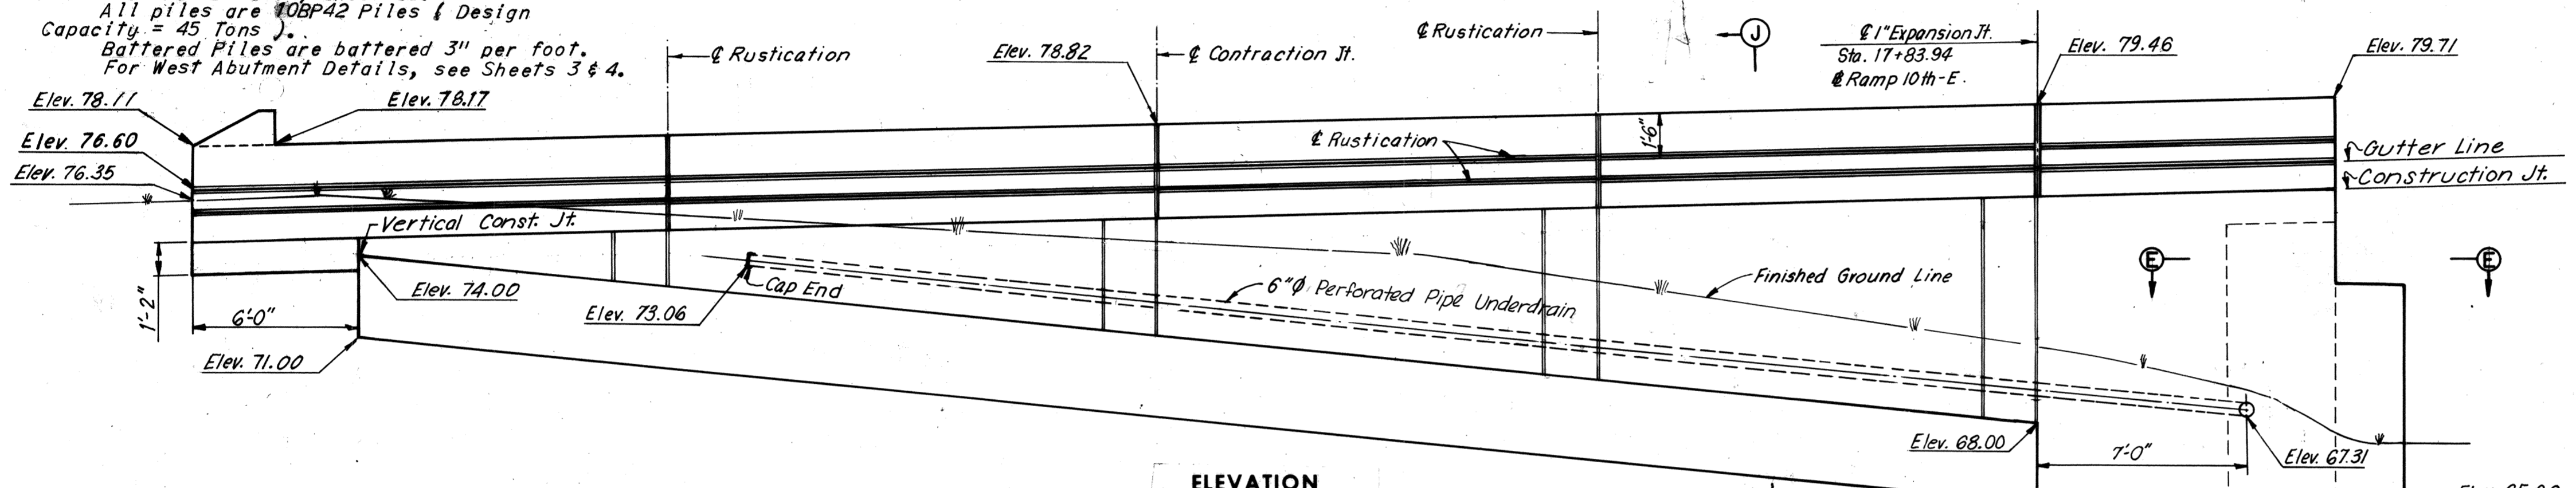 All piles are 10BP42 Piles ( Design
Capacity = 45 Tons ).
Battered Piles are battered 3" per foot.
For West Abutment Details, see Sheets 3 & 4.
℄ Rustication
Elev. 78.82
℄ Contraction Jt.
℄ Rustication
J
℄ 1" Expansion Jt.
Sta. 17+83.94
℄ Ramp 10th-E.
Elev. 79.46
Elev. 79.71
Elev. 78.11
Elev. 78.17
Elev. 76.60
Elev. 76.35
℄ Rustication
1'-6"
Gutter Line
Construction Jt.
Vertical Const. Jt.
1'-2"
6'-0"
Elev. 74.00
Elev. 71.00
Cap End
Elev. 73.06
6"Ø Perforated Pipe Underdrain
Finished Ground Line
E
E
Elev. 68.00
7'-0"
Elev. 67.31
ELEVATION